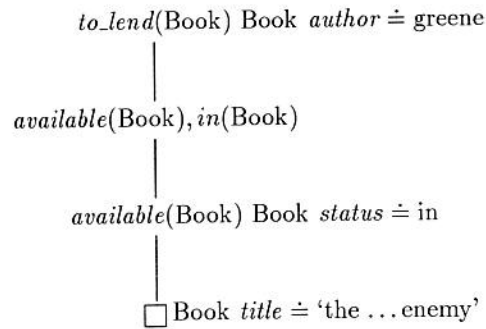 to_lend(Book) Book author ≐ greene
available(Book), in(Book)
available(Book) Book status ≐ in
□ Book title ≐ ‘the ... enemy’